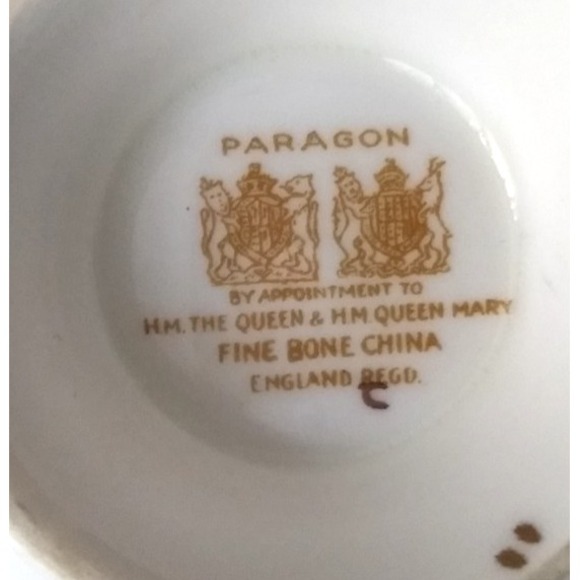 PARAGON
BY APPOINTMENT TO
H.M. THE QUEEN & H.M. QUEEN MARY
FINE BONE CHINA
ENGLAND REGD.
C